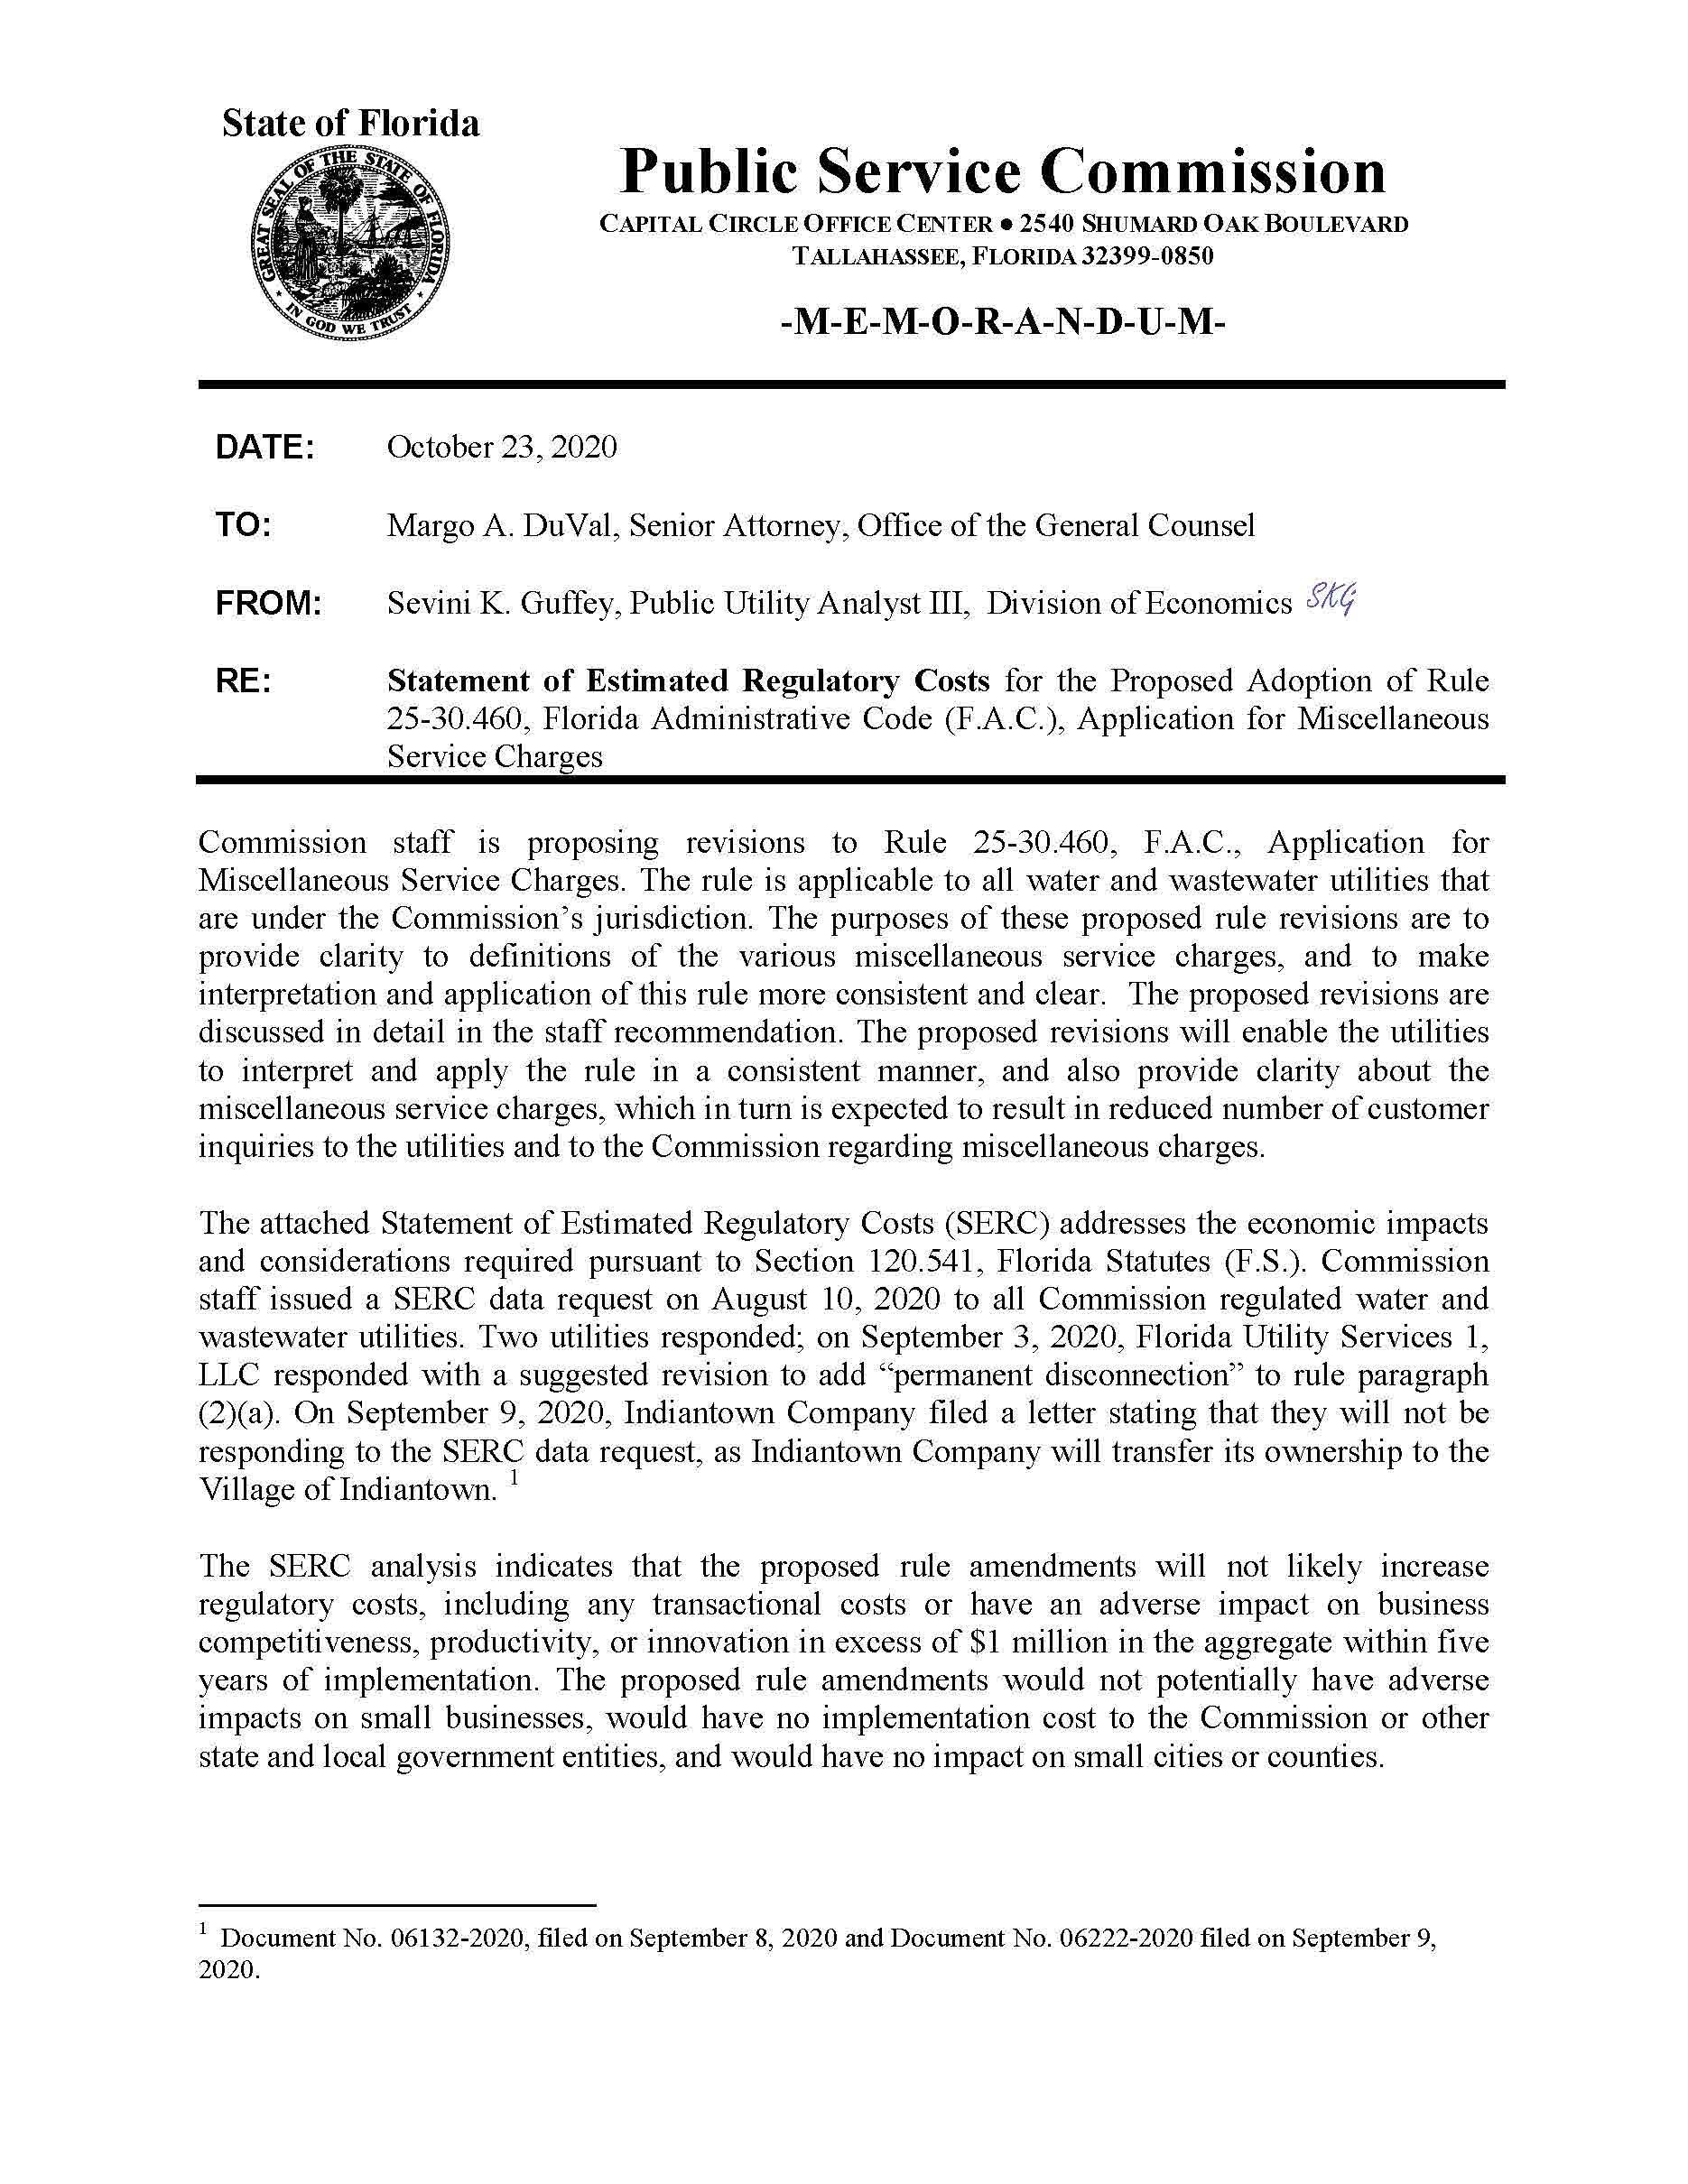 State of Florida
GREAT SEAL OF THE STATE OF FLORIDA
IN GOD WE TRUST
Public Service Commission
CAPITAL CIRCLE OFFICE CENTER ● 2540 SHUMARD OAK BOULEVARD
TALLAHASSEE, FLORIDA 32399-0850
-M-E-M-O-R-A-N-D-U-M-
DATE: October 23, 2020
TO: Margo A. DuVal, Senior Attorney, Office of the General Counsel
FROM: Sevini K. Guffey, Public Utility Analyst III, Division of Economics SKG
RE: Statement of Estimated Regulatory Costs for the Proposed Adoption of Rule
25-30.460, Florida Administrative Code (F.A.C.), Application for Miscellaneous
Service Charges
Commission staff is proposing revisions to Rule 25-30.460, F.A.C., Application for
Miscellaneous Service Charges. The rule is applicable to all water and wastewater utilities that
are under the Commission’s jurisdiction. The purposes of these proposed rule revisions are to
provide clarity to definitions of the various miscellaneous service charges, and to make
interpretation and application of this rule more consistent and clear. The proposed revisions are
discussed in detail in the staff recommendation. The proposed revisions will enable the utilities
to interpret and apply the rule in a consistent manner, and also provide clarity about the
miscellaneous service charges, which in turn is expected to result in reduced number of customer
inquiries to the utilities and to the Commission regarding miscellaneous charges.
The attached Statement of Estimated Regulatory Costs (SERC) addresses the economic impacts
and considerations required pursuant to Section 120.541, Florida Statutes (F.S.). Commission
staff issued a SERC data request on August 10, 2020 to all Commission regulated water and
wastewater utilities. Two utilities responded; on September 3, 2020, Florida Utility Services 1,
LLC responded with a suggested revision to add “permanent disconnection” to rule paragraph
(2)(a). On September 9, 2020, Indiantown Company filed a letter stating that they will not be
responding to the SERC data request, as Indiantown Company will transfer its ownership to the
Village of Indiantown. 1
The SERC analysis indicates that the proposed rule amendments will not likely increase
regulatory costs, including any transactional costs or have an adverse impact on business
competitiveness, productivity, or innovation in excess of $1 million in the aggregate within five
years of implementation. The proposed rule amendments would not potentially have adverse
impacts on small businesses, would have no implementation cost to the Commission or other
state and local government entities, and would have no impact on small cities or counties.
1 Document No. 06132-2020, filed on September 8, 2020 and Document No. 06222-2020 filed on September 9,
2020.